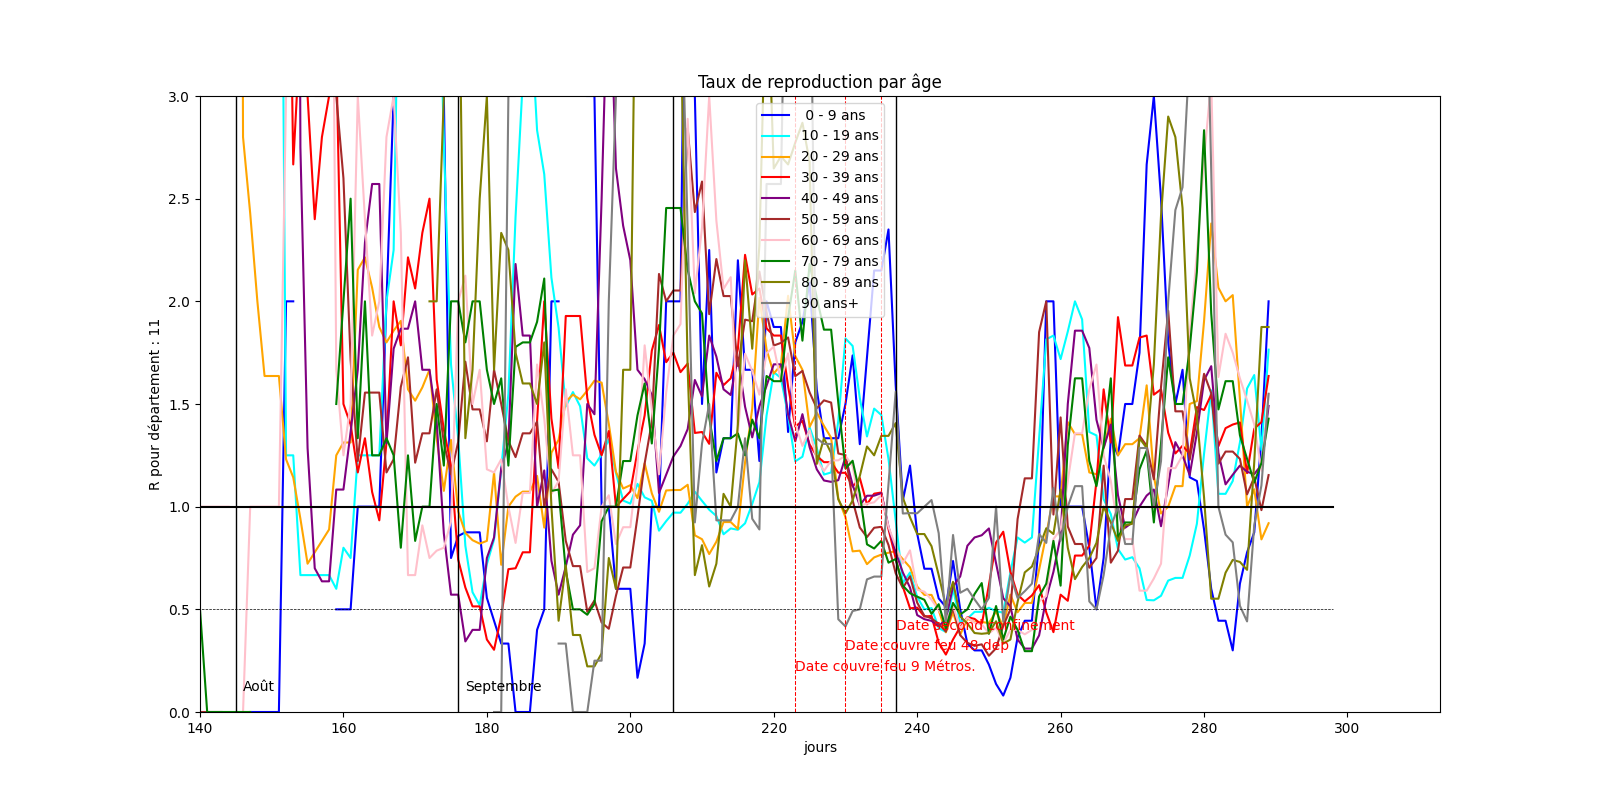 Taux de reproduction par âge
R pour département : 11
3.0
2.5
2.0
1.5
1.0
0.5
0.0
0 - 9 ans
10 - 19 ans
20 - 29 ans
30 - 39 ans
40 - 49 ans
50 - 59 ans
60 - 69 ans
70 - 79 ans
80 - 89 ans
90 ans+
Date second confinement
Date couvre feu 48 dep
Date couvre feu 9 Métros.
Août
Septembre
140 160 180 200 220 240 260 280 300
jours